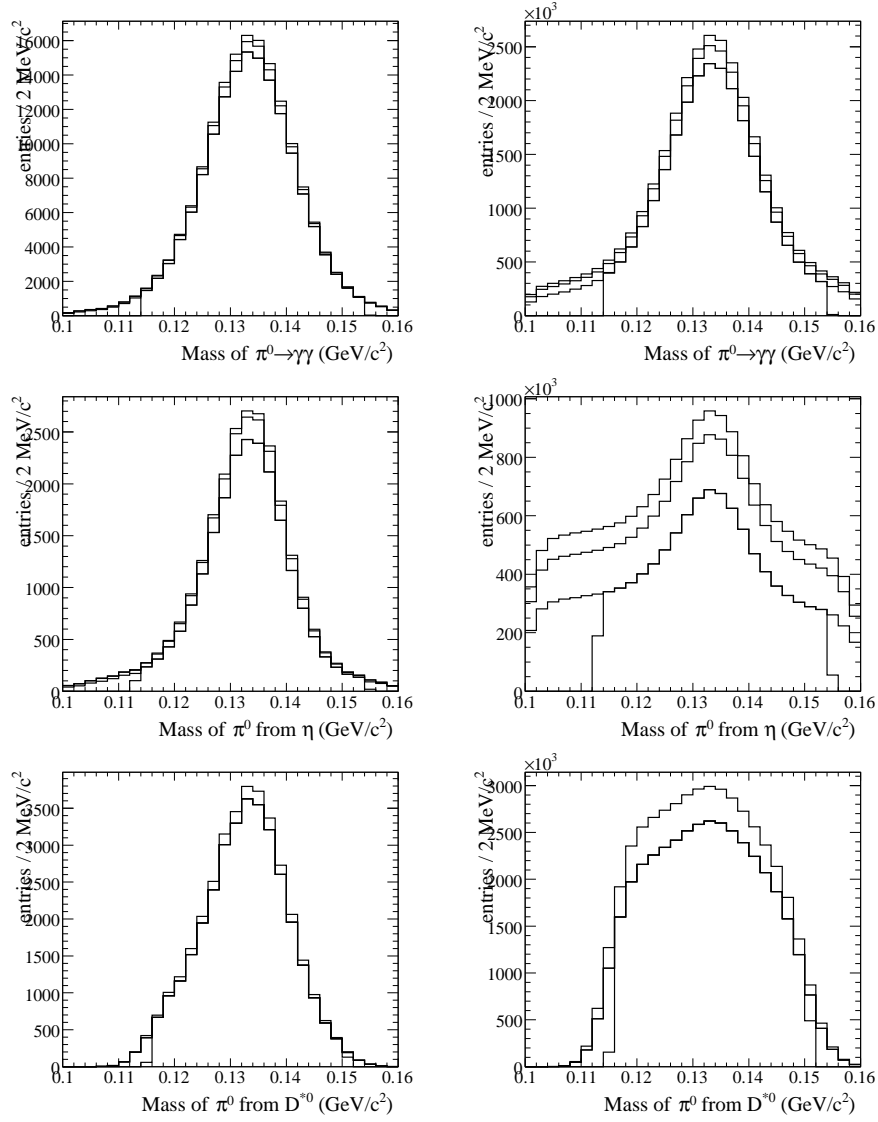 entries / 2 MeV/c²
16000
14000
12000
10000
8000
6000
4000
2000
0
0.1 0.11 0.12 0.13 0.14 0.15 0.16
Mass of π⁰→γγ (GeV/c²)
×10³
entries / 2 MeV/c²
2500
2000
1500
1000
500
0
0.1 0.11 0.12 0.13 0.14 0.15 0.16
Mass of π⁰→γγ (GeV/c²)
entries / 2 MeV/c²
2500
2000
1500
1000
500
0
0.1 0.11 0.12 0.13 0.14 0.15 0.16
Mass of π⁰ from η (GeV/c²)
×10³
entries / 2 MeV/c²
1000
800
600
400
200
0
0.1 0.11 0.12 0.13 0.14 0.15 0.16
Mass of π⁰ from η (GeV/c²)
entries / 2 MeV/c²
3500
3000
2500
2000
1500
1000
500
0
0.1 0.11 0.12 0.13 0.14 0.15 0.16
Mass of π⁰ from D*⁰ (GeV/c²)
×10³
entries / 2 MeV/c²
3000
2500
2000
1500
1000
500
0
0.1 0.11 0.12 0.13 0.14 0.15 0.16
Mass of π⁰ from D*⁰ (GeV/c²)